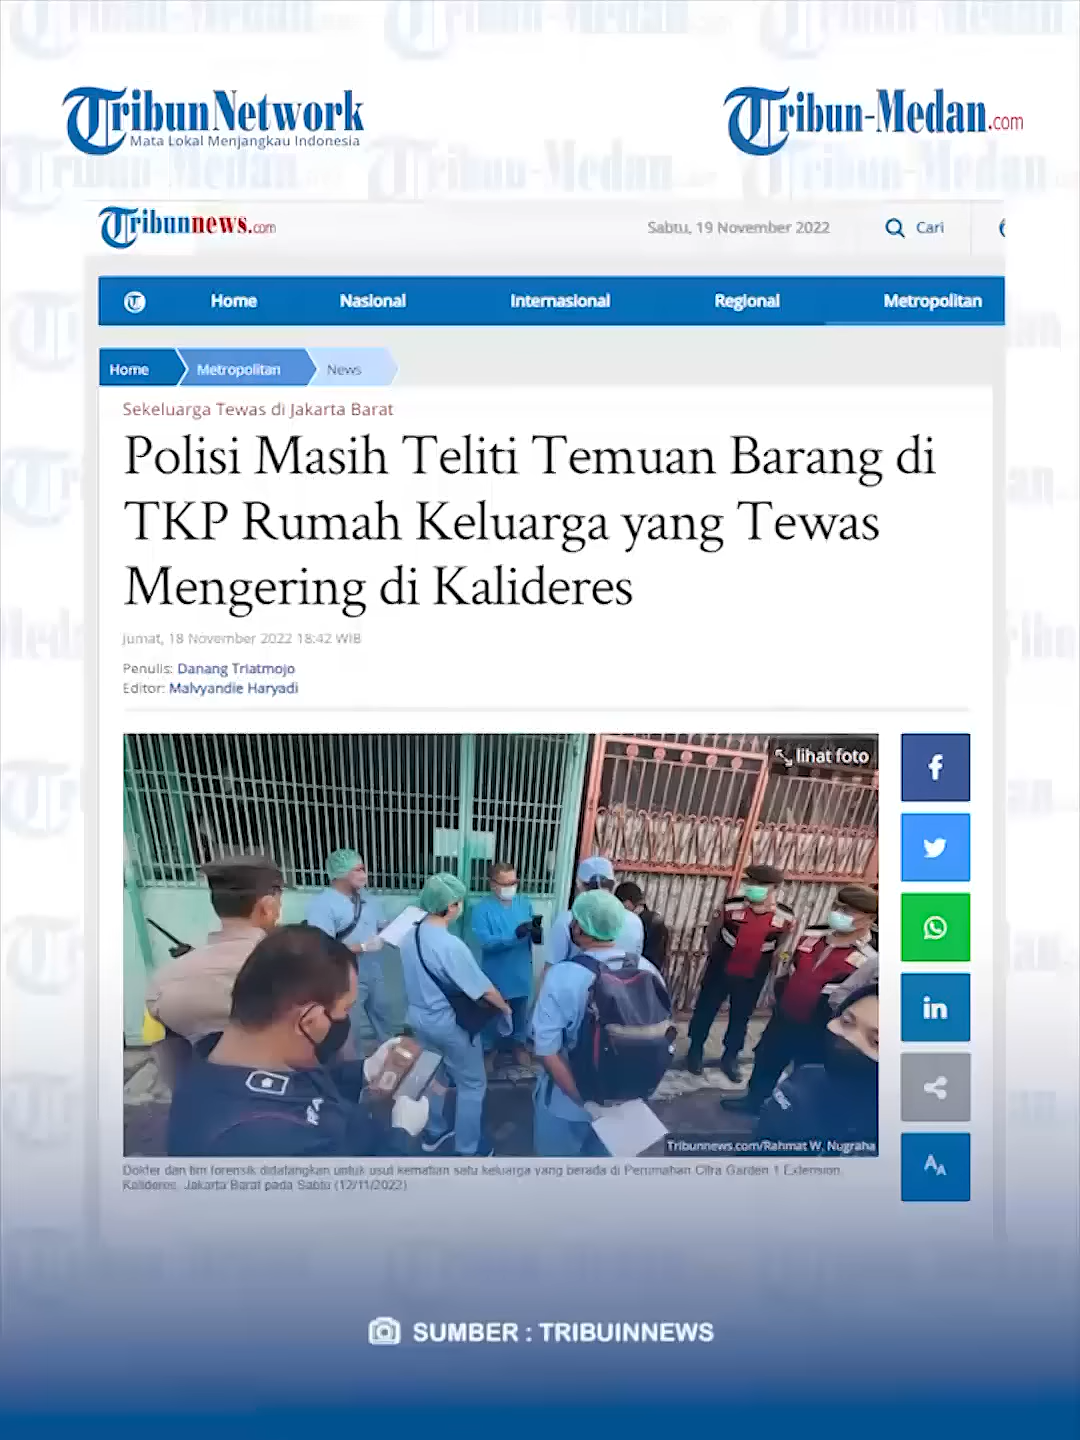 Tribun Network
Mata Lokal Menjangkau Indonesia
Tribun-Medan.com
Tribunnews.com
Sabtu, 19 November 2022
Cari
Home
Nasional
Internasional
Regional
Metropolitan
Home
Metropolitan
News
Sekeluarga Tewas di Jakarta Barat
Polisi Masih Teliti Temuan Barang di
TKP Rumah Keluarga yang Tewas
Mengering di Kalideres
Jumat, 18 November 2022 18:42 WIB
Penulis: Danang Triatmojo
Editor: Malvyandie Haryadi
lihat foto
Tribunnews.com/Rahmat W. Nugraha
Dokter dan tim forensik didatangkan untuk usut kematian satu keluarga yang berada di Perumahan Citra Garden 1 Extension,
Kalideres, Jakarta Barat pada Sabtu (12/11/2022)
SUMBER : TRIBUINNEWS